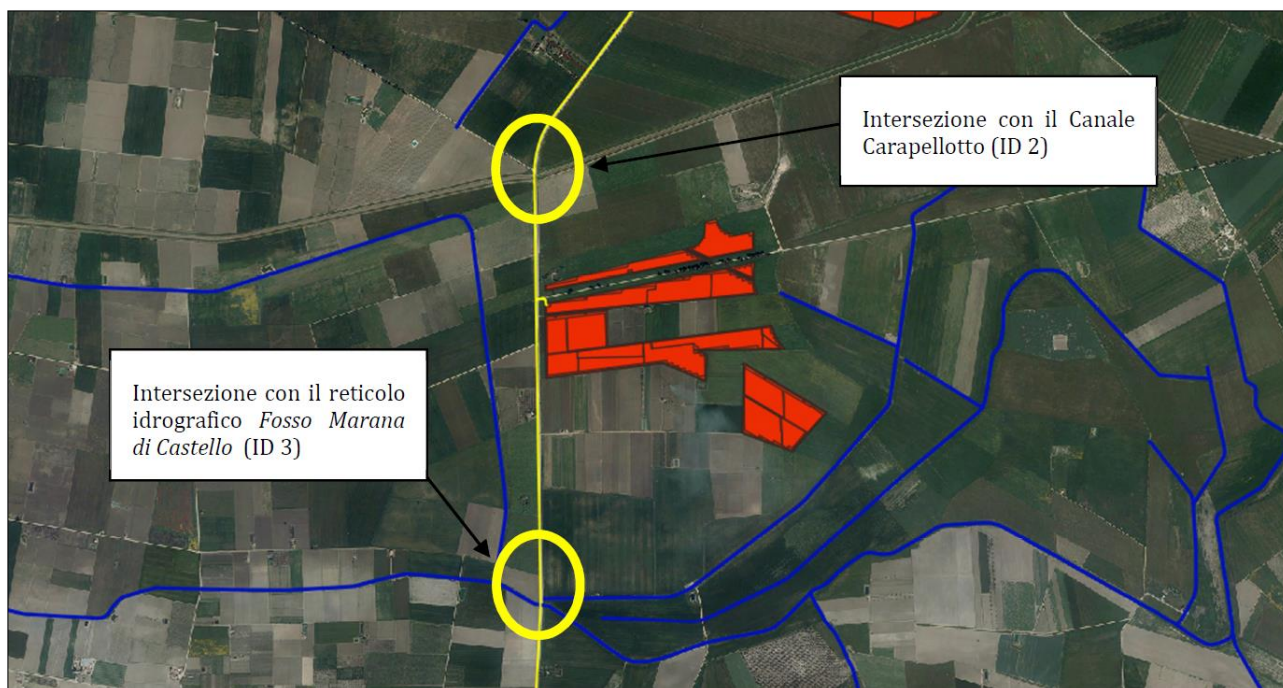 Intersezione con il Canale
Carapellotto (ID 2)
Intersezione con il reticolo
idrografico Fosso Marana
di Castello (ID 3)